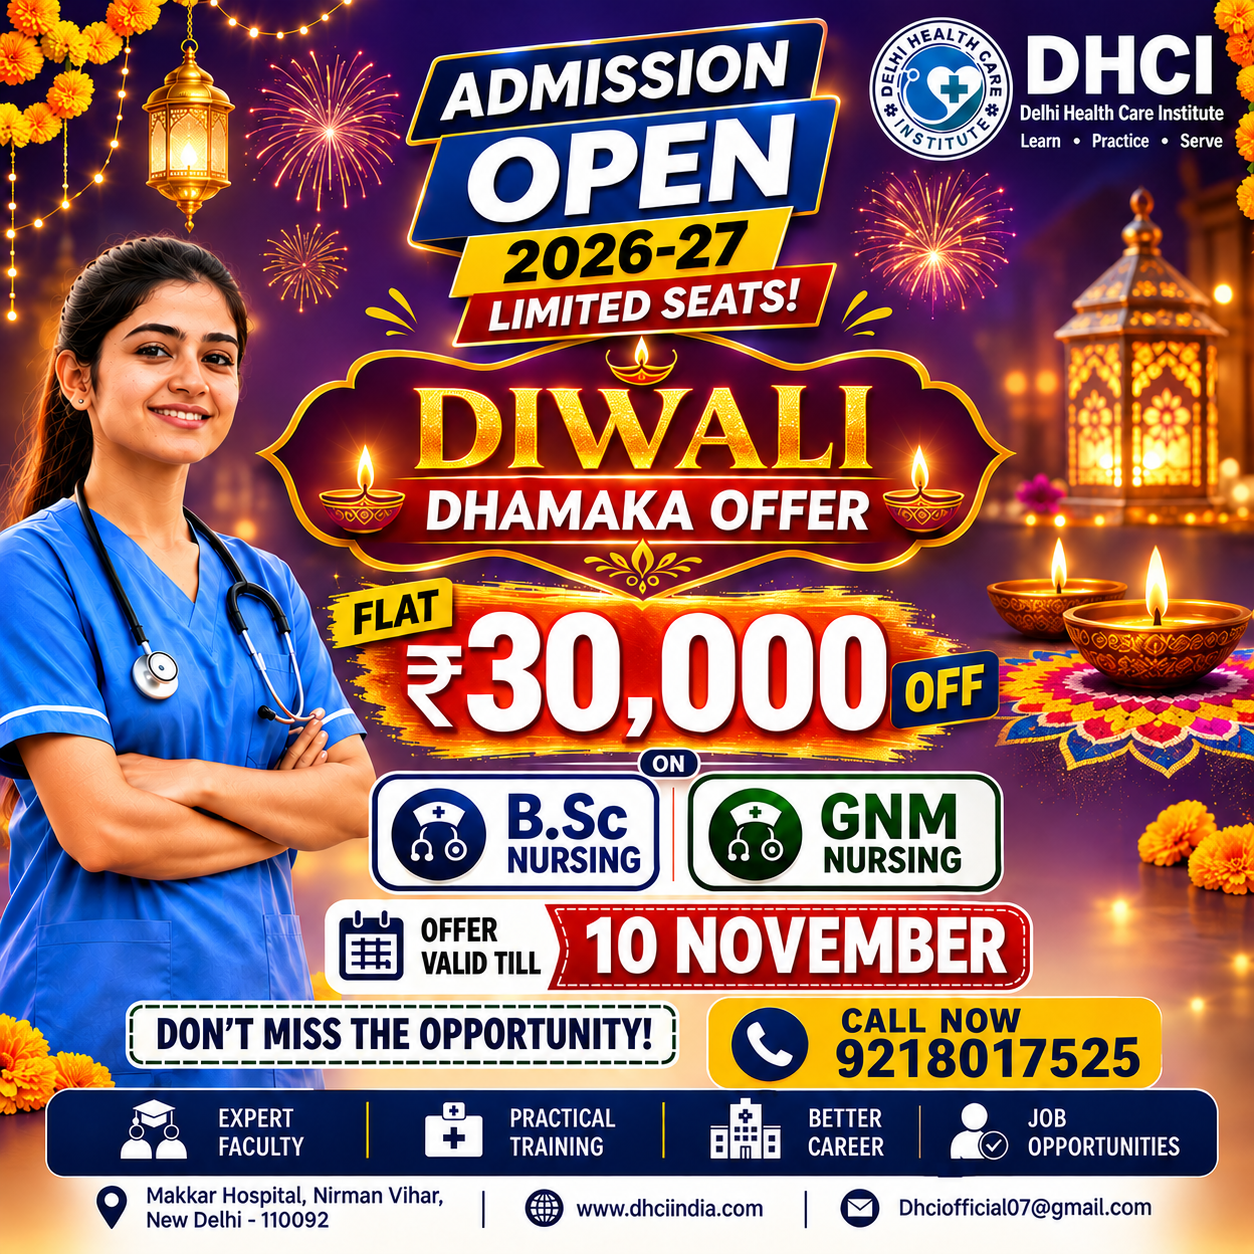 ADMISSION
OPEN
2026-27
LIMITED SEATS!
DELHI HEALTH CARE
INSTITUTE
DHCI
Delhi Health Care Institute
Learn • Practice • Serve
DIWALI
DHAMAKA OFFER
FLAT
₹30,000
OFF
ON
B.Sc
NURSING
GNM
NURSING
OFFER
VALID TILL
10 NOVEMBER
DON'T MISS THE OPPORTUNITY!
CALL NOW
9218017525
EXPERT
FACULTY
PRACTICAL
TRAINING
BETTER
CAREER
JOB
OPPORTUNITIES
Makkar Hospital, Nirman Vihar,
New Delhi - 110092
www.dhciindia.com
Dhciofficial07@gmail.com